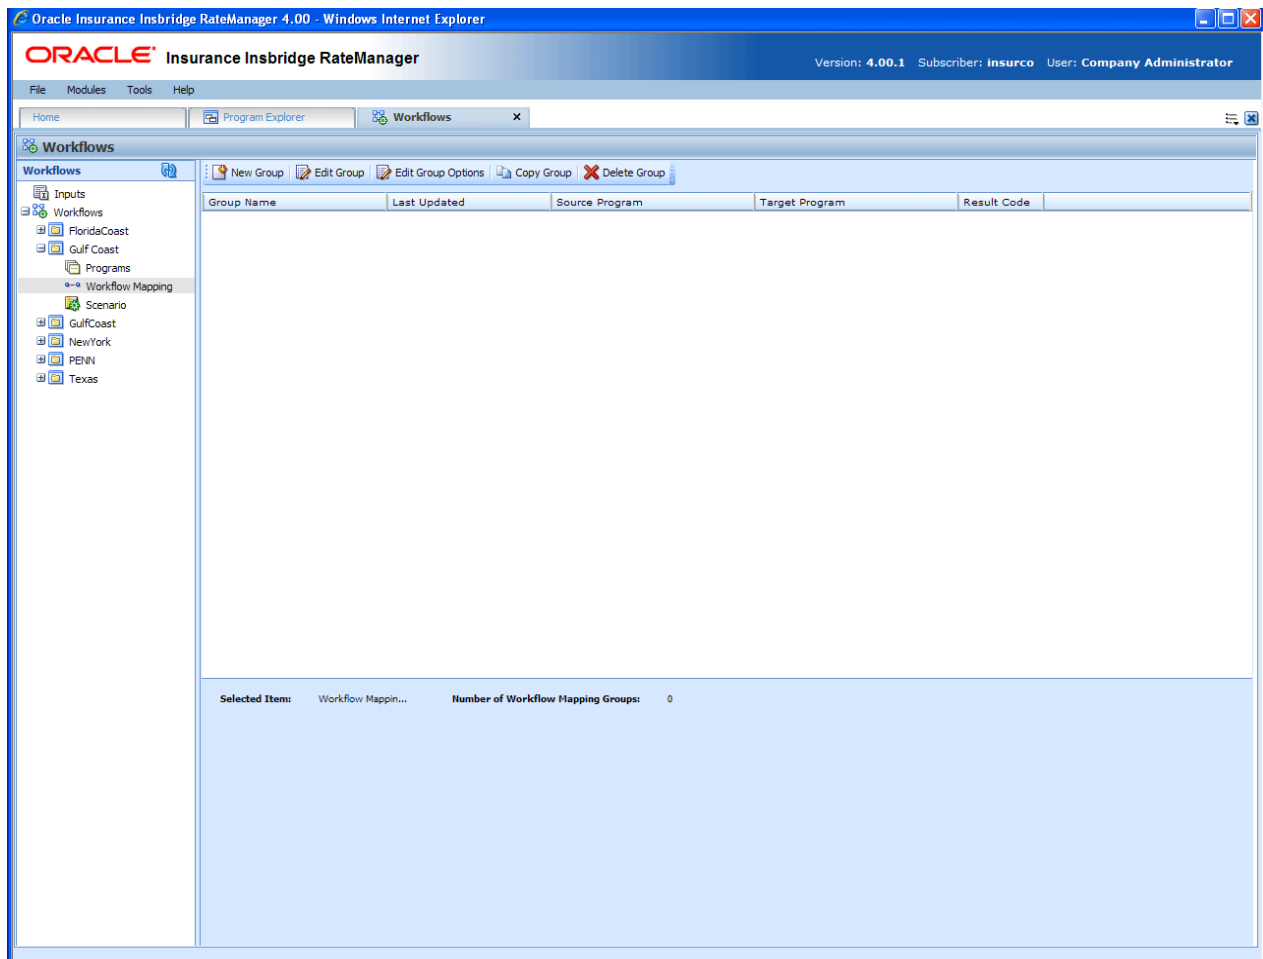 Oracle Insurance Insbridge RateManager 4.00 - Windows Internet Explorer
ORACLE Insurance Insbridge RateManager
Version: 4.00.1 Subscriber: insurco User: Company Administrator
File Modules Tools Help
Home Program Explorer Workflows
Workflows
Workflows
New Group Edit Group Edit Group Options Copy Group Delete Group
Group Name Last Updated Source Program Target Program Result Code
Inputs
Workflows
FloridaCoast
Gulf Coast
Programs
Workflow Mapping
Scenario
GulfCoast
NewYork
PENN
Texas
Selected Item: Workflow Mappin... Number of Workflow Mapping Groups: 0